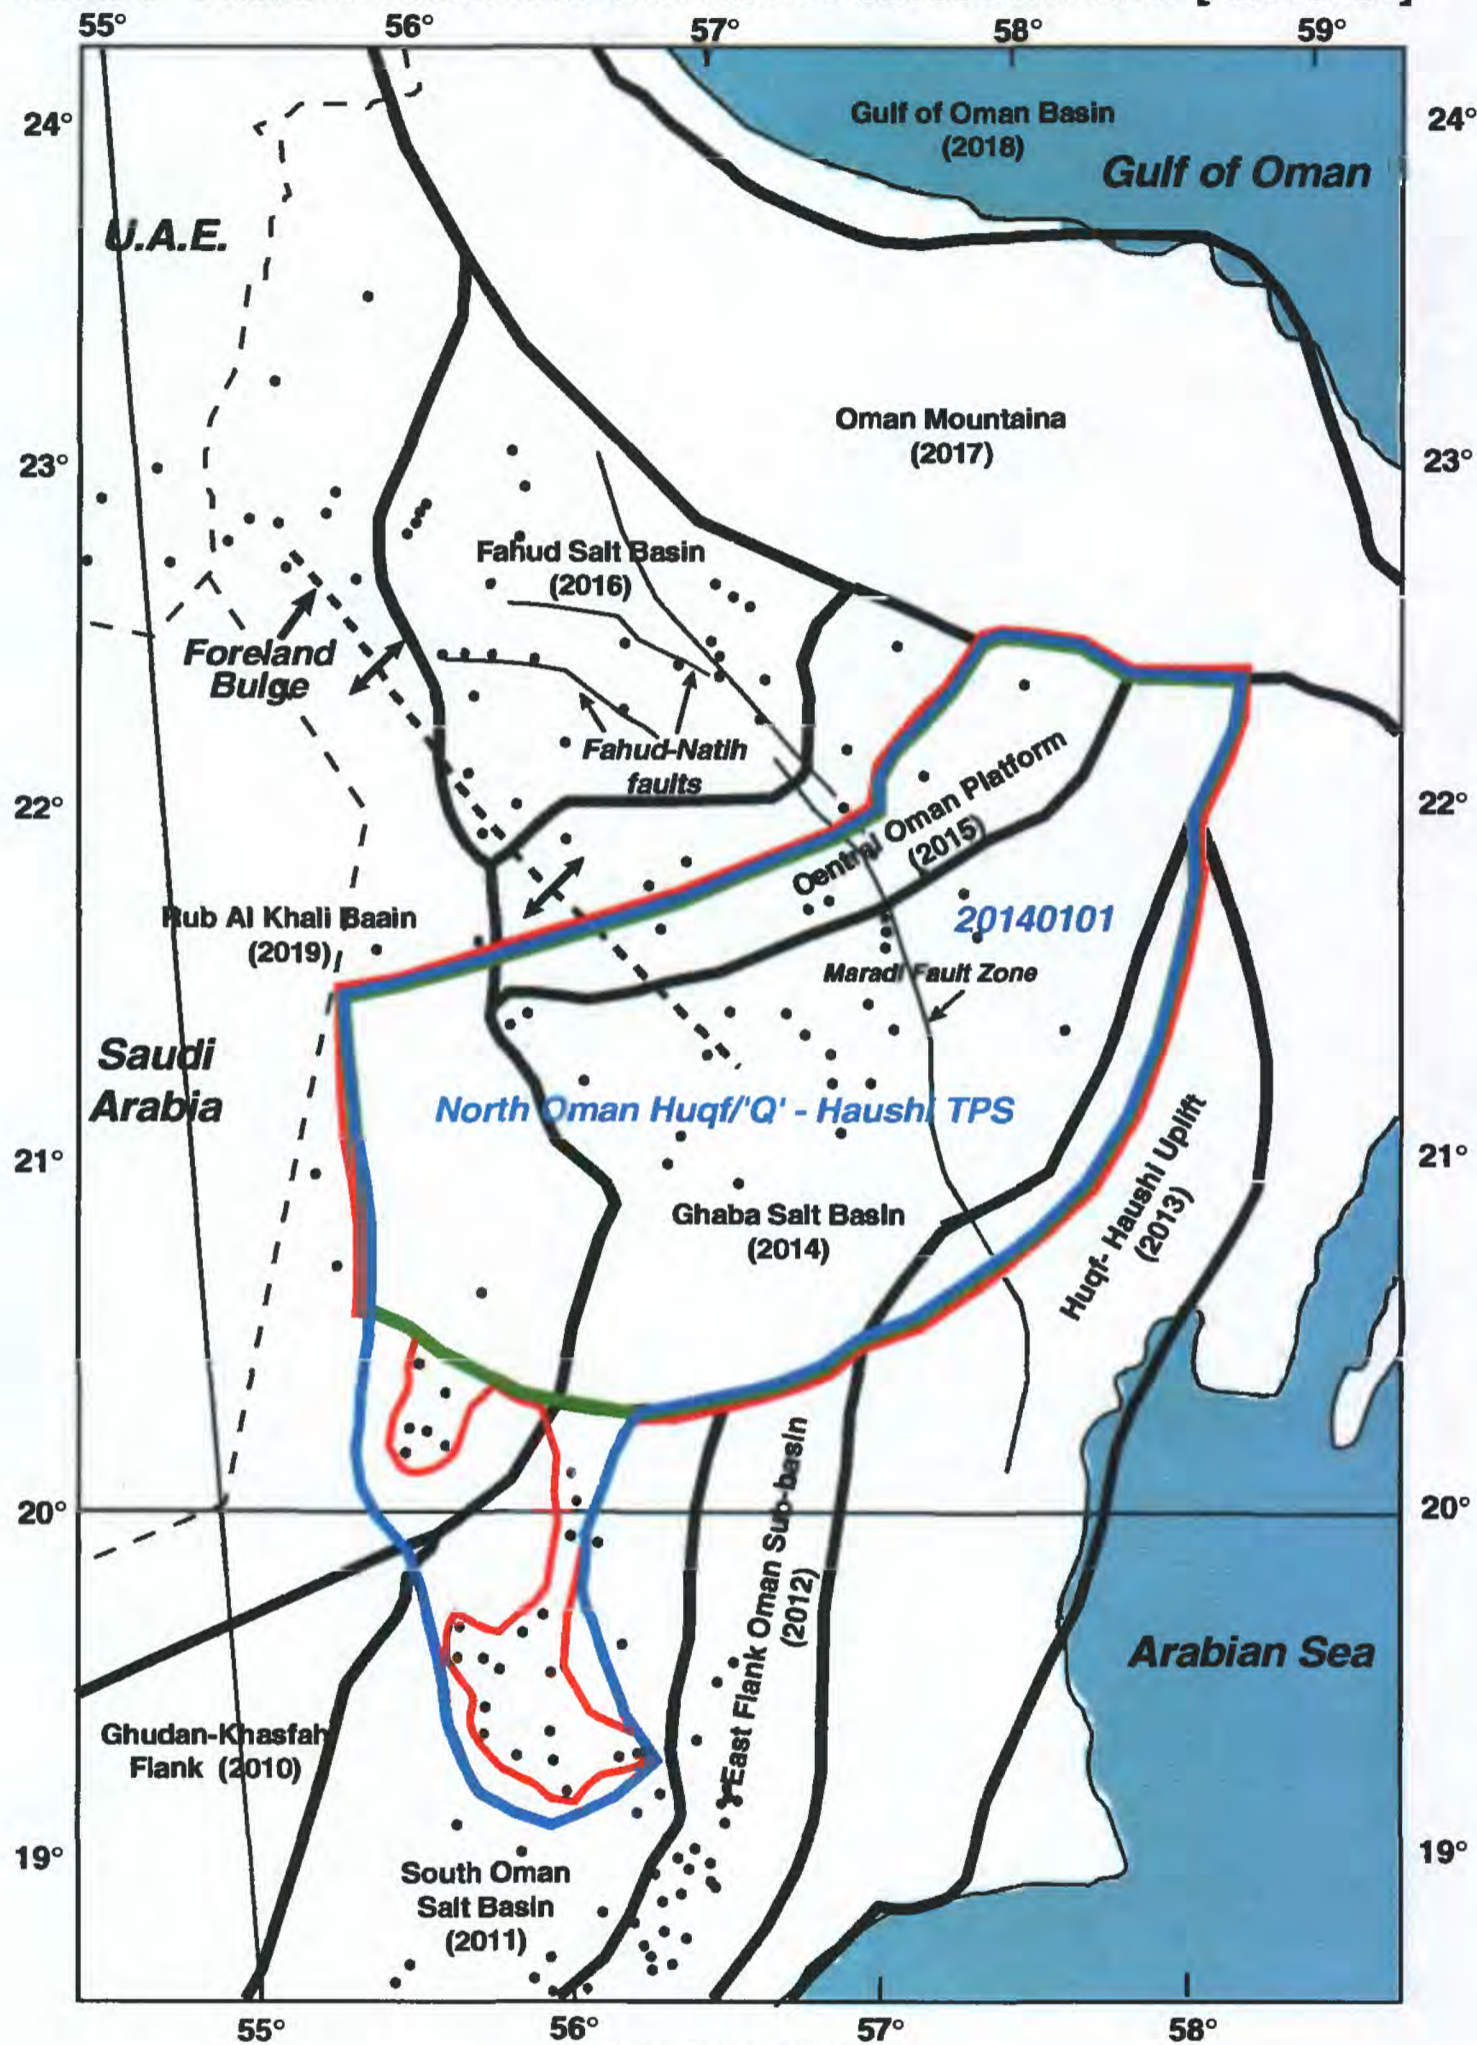 55° 56° 57° 58° 59°
24° 24°
Gulf of Oman Basin
(2018)
Gulf of Oman
U.A.E.
Oman Mountaina
(2017)
23° 23°
Fahud Salt Basin
(2016)
Foreland
Bulge
Fahud-Natih
faults
22° 22°
Central Oman Platform
(2015)
Rub Al Khali Baain
(2019)
20140101
Maradi Fault Zone
Saudi
Arabia
North Oman Huqf/'Q' - Haushi TPS
21° 21°
Ghaba Salt Basin
(2014)
Huqf- Haushi Uplift
(2013)
20° 20°
East Flank Oman Sub-basin
(2012)
Arabian Sea
Ghudan-Khasfah
Flank (2010)
19° 19°
South Oman
Salt Basin
(2011)
55° 56° 57° 58°